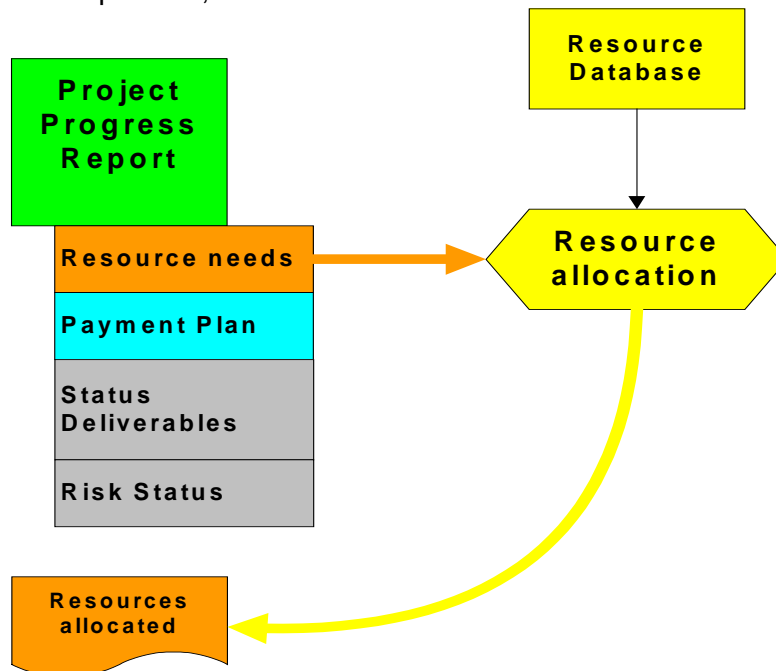 Project
Progress
Report
Resource needs
Payment Plan
Status
Deliverables
Risk Status
Resources
allocated
Resource
Database
Resource
allocation